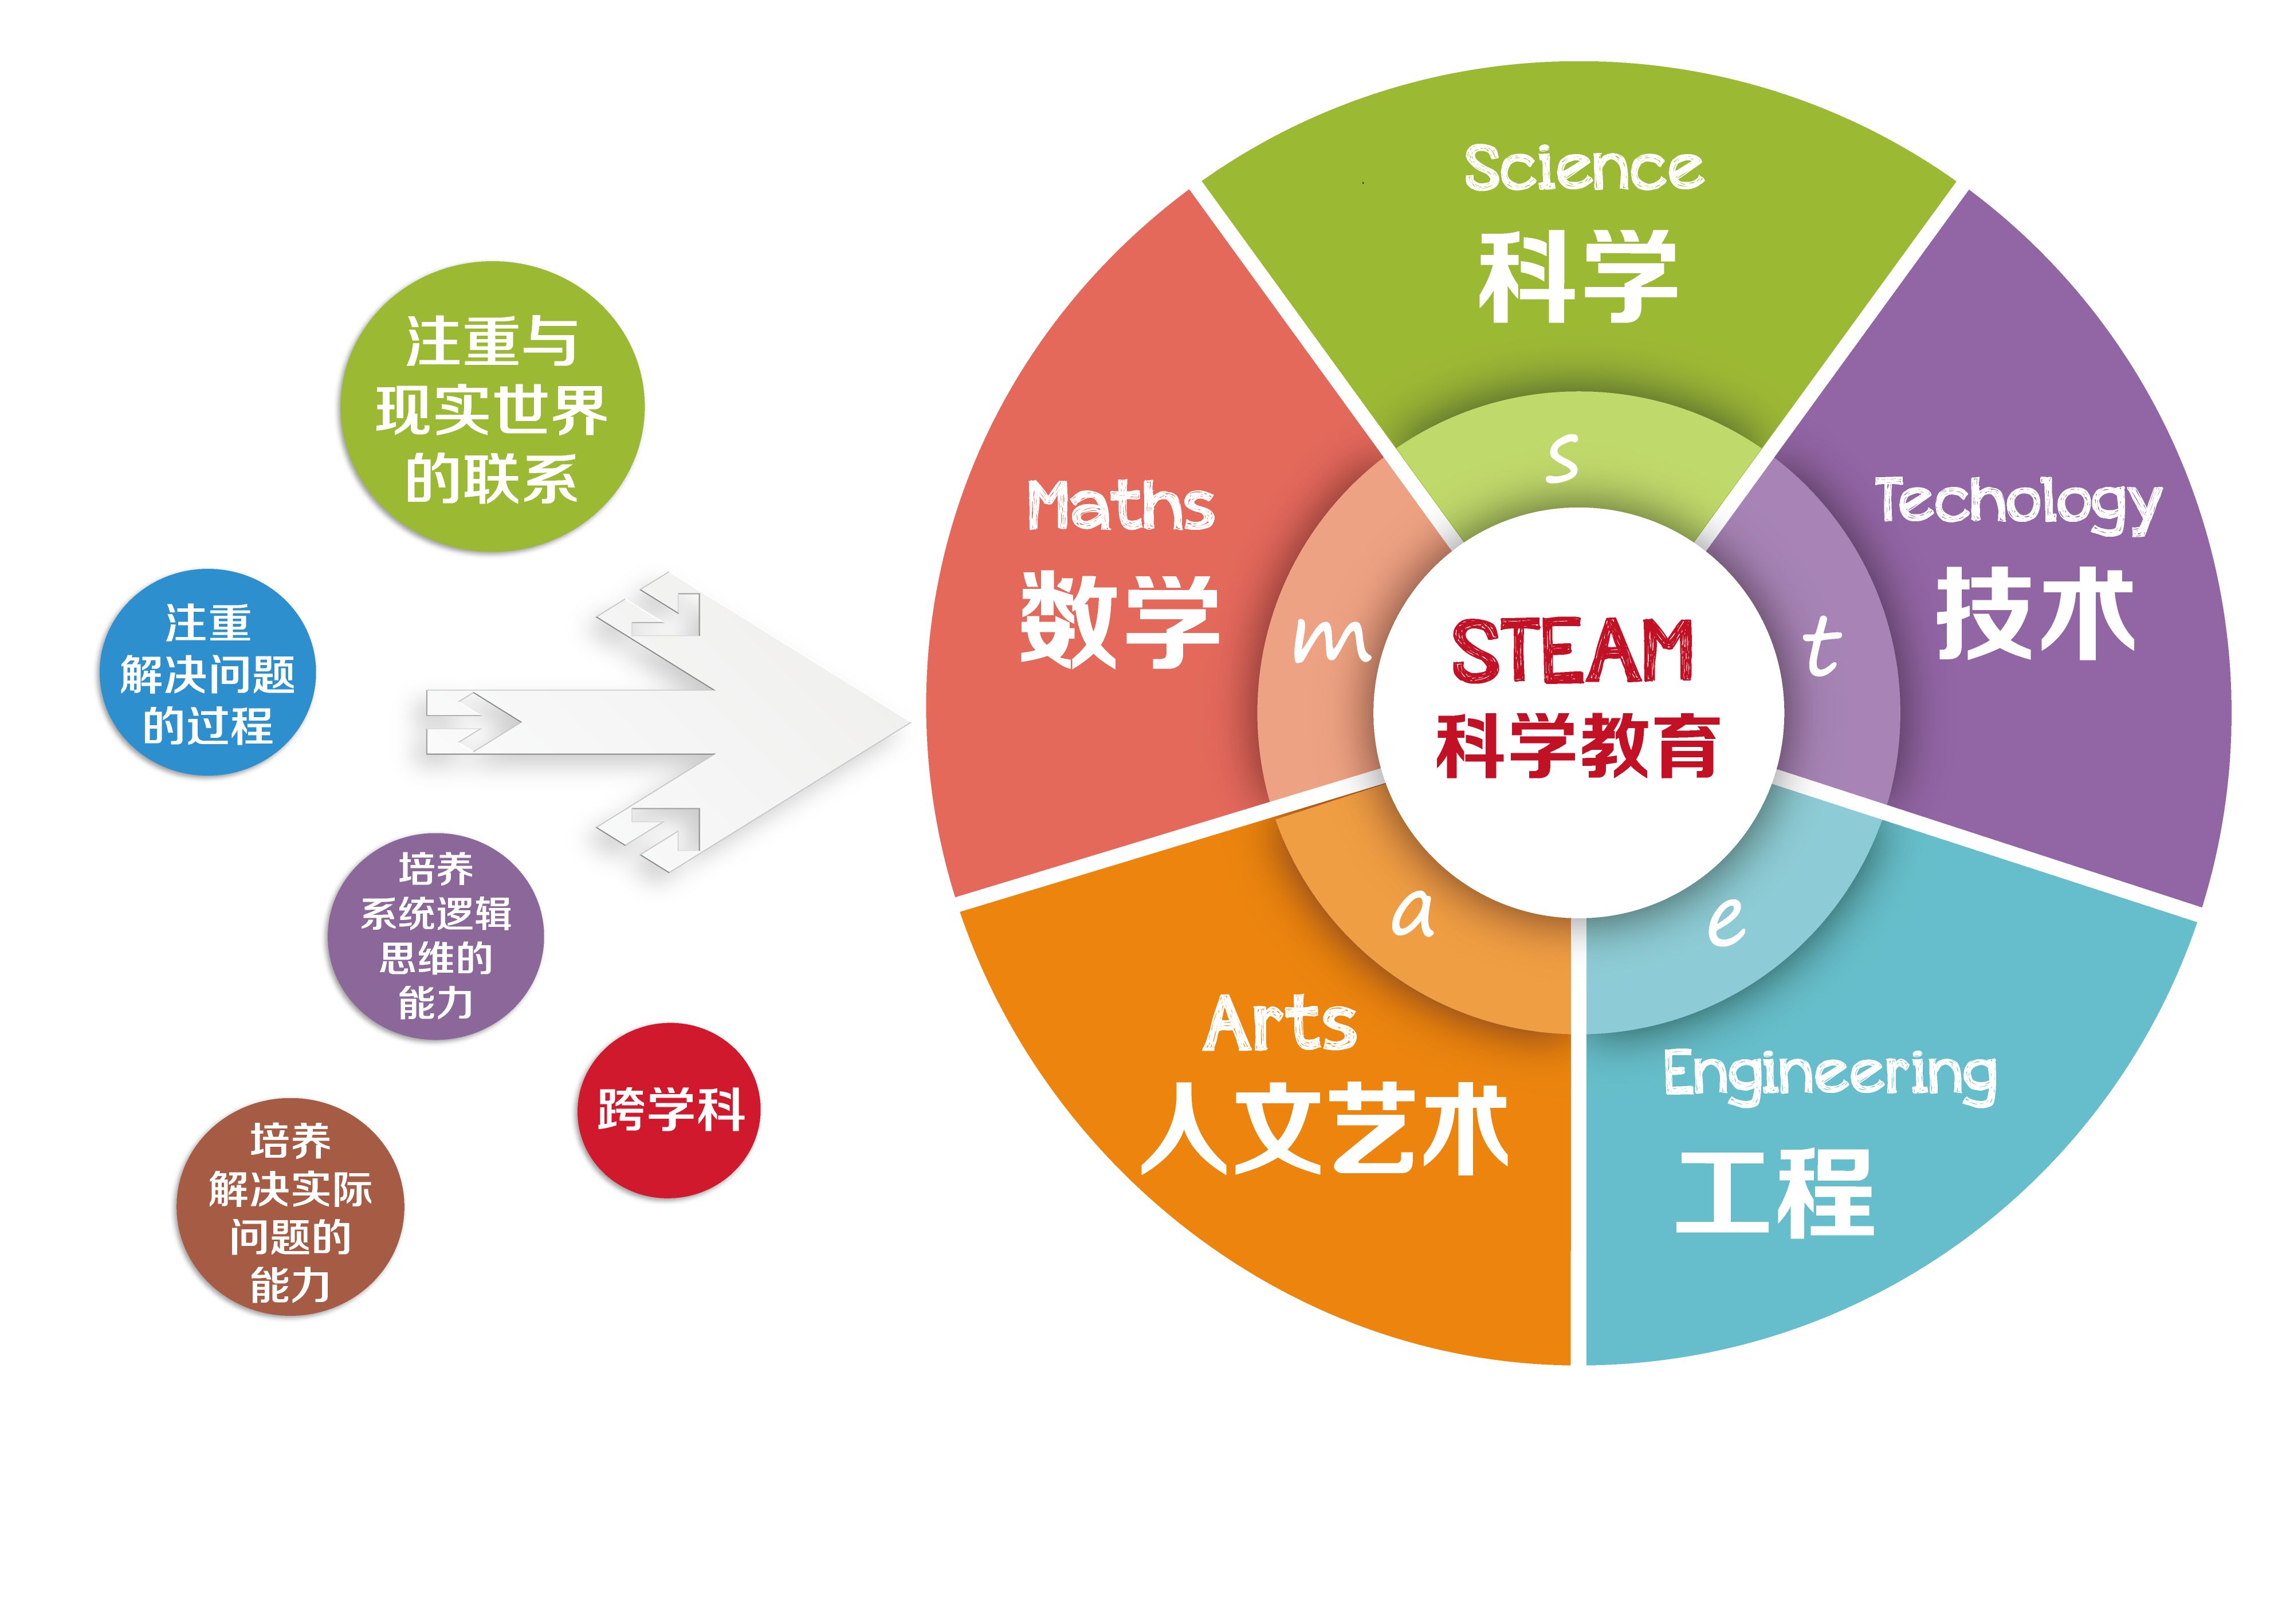 注重与
现实世界
的联系
注重
解决问题
的过程
培养
系统逻辑
思维的
能力
跨学科
培养
解决实际
问题的
能力
Science
科学
Techology
技术
Engineering
工程
Arts
人文艺术
Maths
数学
s
t
e
a
m
STEAM
科学教育